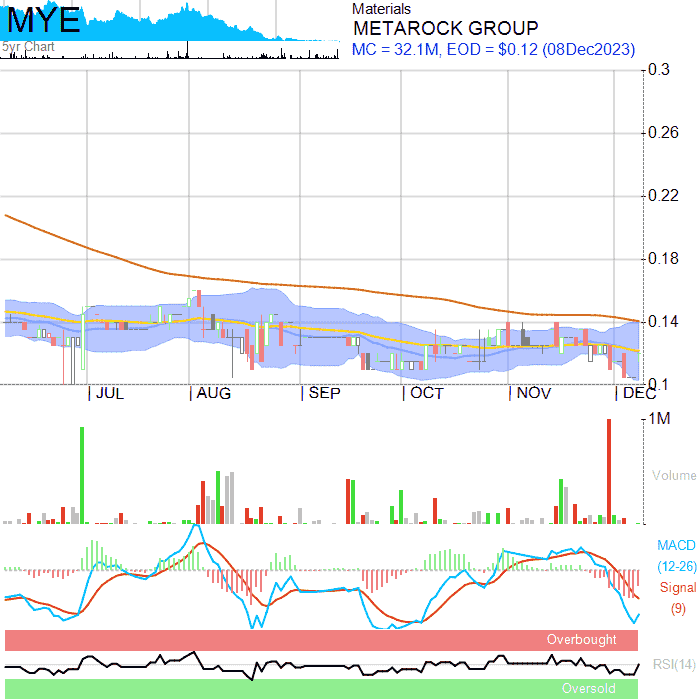 MYE
5yr Chart
Materials
METAROCK GROUP
MC = 32.1M, EOD = $0.12 (08Dec2023)
0.3
0.26
0.22
0.18
0.14
0.1
JUL
AUG
SEP
OCT
NOV
DEC
1M
Volume
MACD
(12-26)
Signal
(9)
Overbought
RSI(14)
Oversold